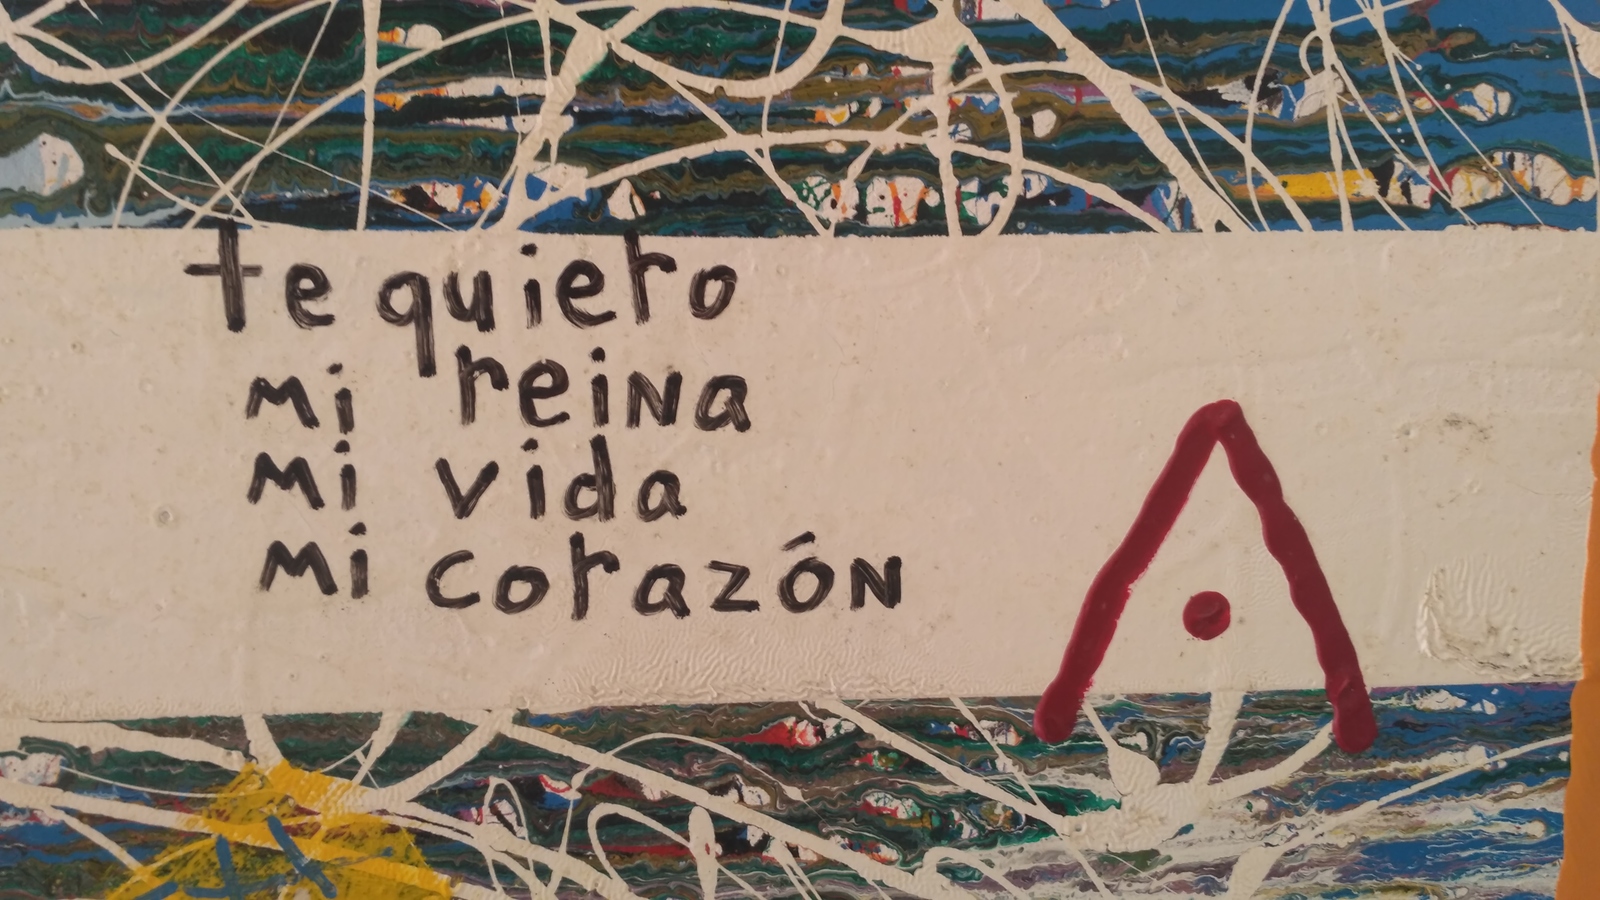 te quiero
mi reina
mi vida
mi corazón